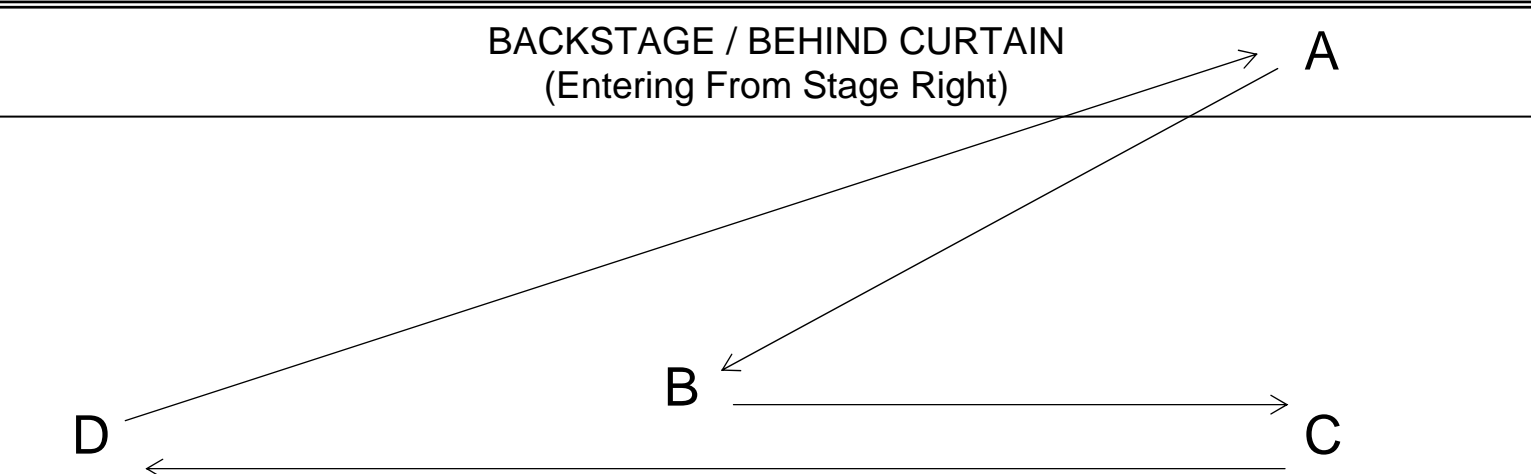 BACKSTAGE / BEHIND CURTAIN
(Entering From Stage Right)
A
B
D
C